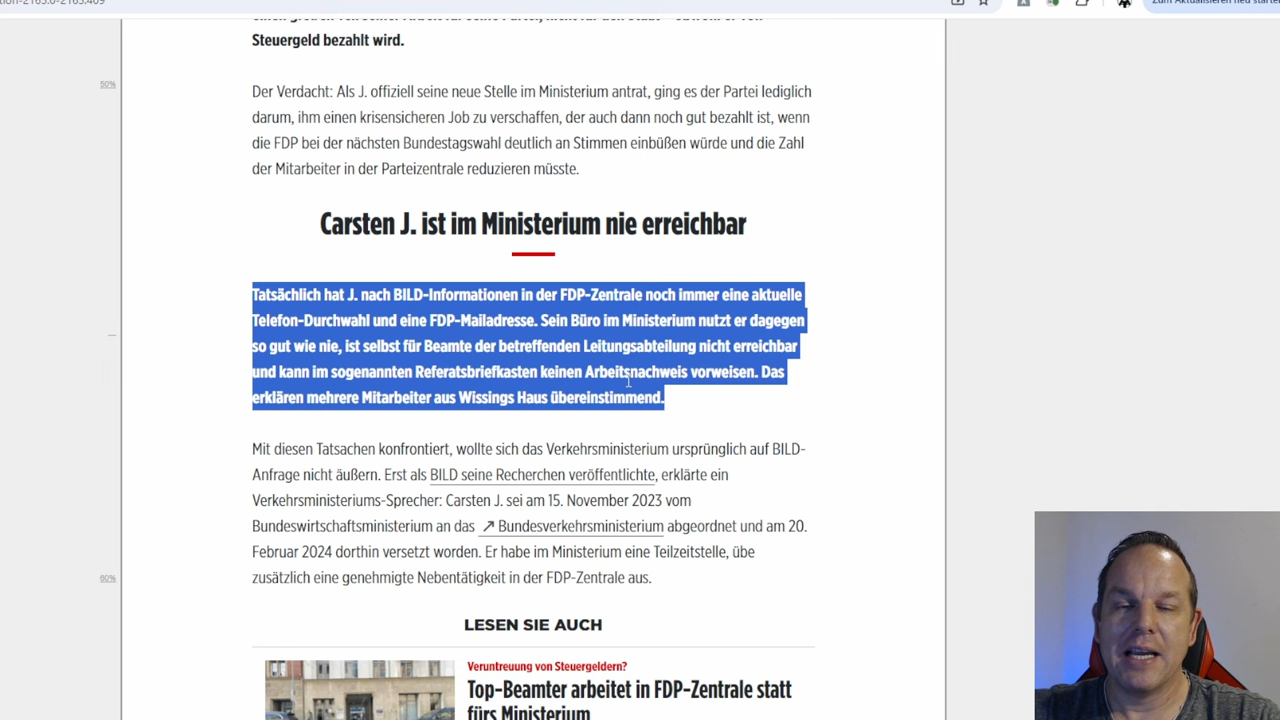 Zum Aktualisieren neu starte
Steuergeld bezahlt wird.
50%
Der Verdacht: Als J. offiziell seine neue Stelle im Ministerium antrat, ging es der Partei lediglich
darum, ihm einen krisensicheren Job zu verschaffen, der auch dann noch gut bezahlt ist, wenn
die FDP bei der nächsten Bundestagswahl deutlich an Stimmen einbüßen würde und die Zahl
der Mitarbeiter in der Parteizentrale reduzieren müsste.
Carsten J. ist im Ministerium nie erreichbar
Tatsächlich hat J. nach BILD-Informationen in der FDP-Zentrale noch immer eine aktuelle
Telefon-Durchwahl und eine FDP-Mailadresse. Sein Büro im Ministerium nutzt er dagegen
so gut wie nie, ist selbst für Beamte der betreffenden Leitungsabteilung nicht erreichbar
und kann im sogenannten Referatsbriefkasten keinen Arbeitsnachweis vorweisen. Das
erklären mehrere Mitarbeiter aus Wissings Haus übereinstimmend.
Mit diesen Tatsachen konfrontiert, wollte sich das Verkehrsministerium ursprünglich auf BILD-
Anfrage nicht äußern. Erst als BILD seine Recherchen veröffentlichte, erklärte ein
Verkehrsministeriums-Sprecher: Carsten J. sei am 15. November 2023 vom
Bundeswirtschaftsministerium an das ↗ Bundesverkehrsministerium abgeordnet und am 20.
Februar 2024 dorthin versetzt worden. Er habe im Ministerium eine Teilzeitstelle, übe
zusätzlich eine genehmigte Nebentätigkeit in der FDP-Zentrale aus.
60%
LESEN SIE AUCH
Veruntreuung von Steuergeldern?
Top-Beamter arbeitet in FDP-Zentrale statt
fürs Ministerium